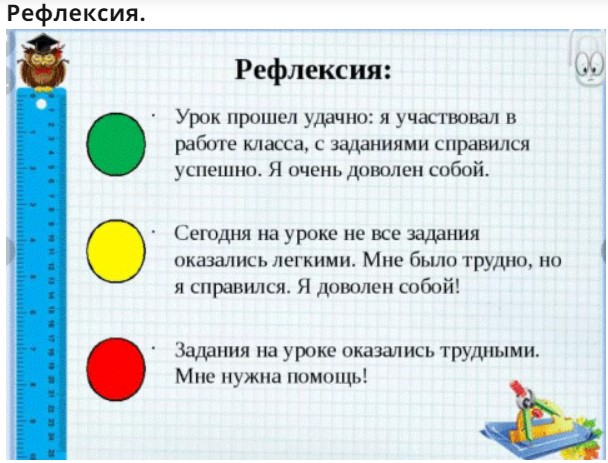 Рефлексия.
Рефлексия:
Урок прошел удачно: я участвовал в
работе класса, с заданиями справился
успешно. Я очень доволен собой.
Сегодня на уроке не все задания
оказались легкими. Мне было трудно, но
я справился. Я доволен собой!
Задания на уроке оказались трудными.
Мне нужна помощь!